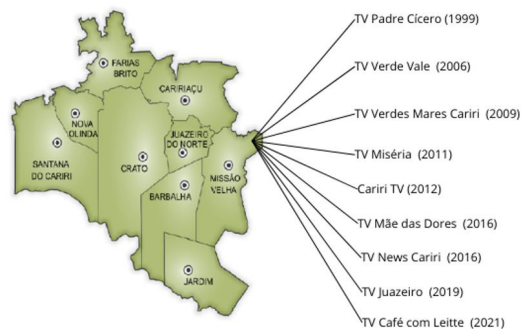 FARIAS
BRITO
CARIRIAÇU
NOVA
OLINDA
JUAZEIRO
DO NORTE
SANTANA
DO CARIRI
CRATO
MISSÃO
VELHA
BARBALHA
JARDIM
TV Padre Cícero (1999)
TV Verde Vale (2006)
TV Verdes Mares Cariri (2009)
TV Miséria (2011)
Cariri TV (2012)
TV Mãe das Dores (2016)
TV News Cariri (2016)
TV Juazeiro (2019)
TV Café com Leitte (2021)